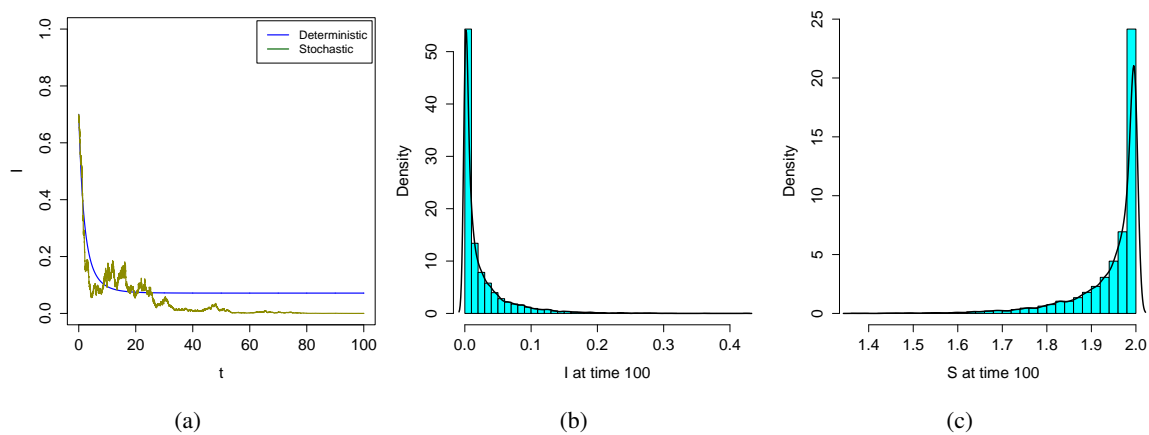 Deterministic
Stochastic
1.0
0.8
0.6
0.4
0.2
0.0
I
0 20 40 60 80 100
t
(a)
50
40
30
20
10
0
Density
0.0 0.1 0.2 0.3 0.4
I at time 100
(b)
25
20
15
10
5
0
Density
1.4 1.5 1.6 1.7 1.8 1.9 2.0
S at time 100
(c)